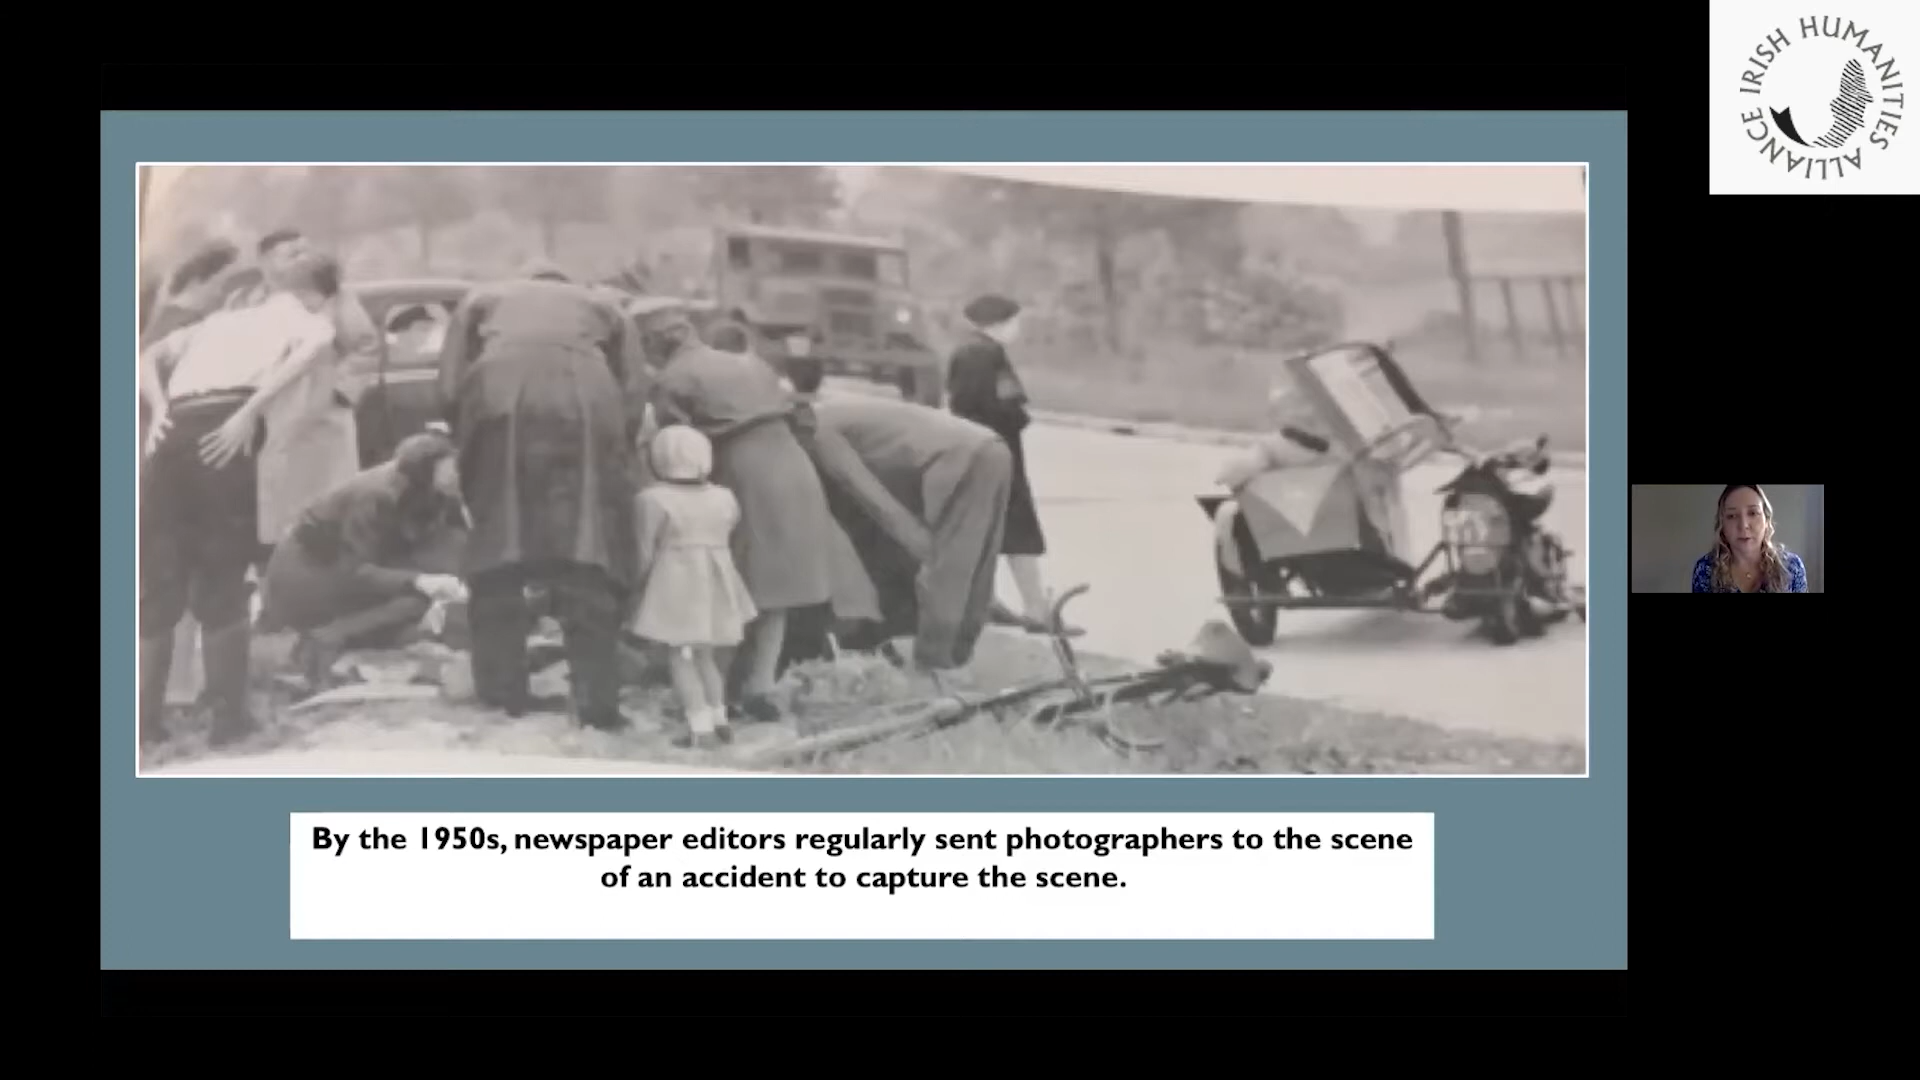 IRISH HUMANITIES ALLIANCE
By the 1950s, newspaper editors regularly sent photographers to the scene
of an accident to capture the scene.